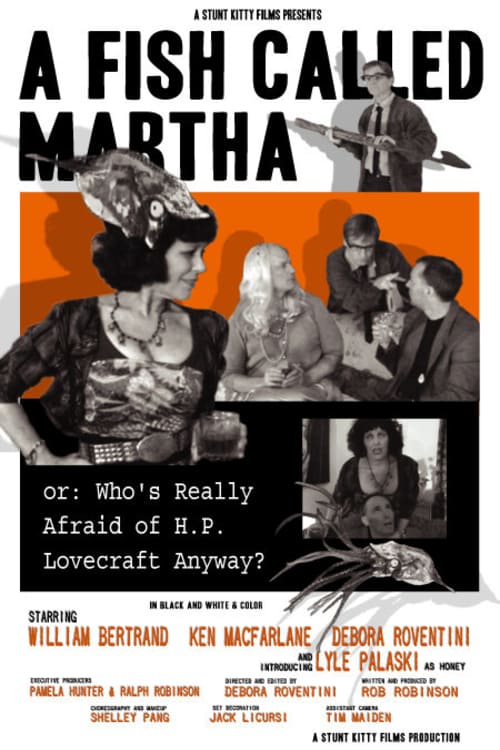 A STUNT KITTY FILMS PRESENTS
A FISH CALLED
MARTHA
or: Who's Really
Afraid of H.P.
Lovecraft Anyway?
IN BLACK AND WHITE & COLOR
STARRING
WILLIAM BERTRAND KEN MACFARLANE DEBORA ROVENTINI
AND INTRODUCING LYLE PALASKI AS HONEY
EXECUTIVE PRODUCERS DIRECTED AND EDITED BY WRITTEN AND PRODUCED BY
PAMELA HUNTER & RALPH ROBINSON DEBORA ROVENTINI ROB ROBINSON
CHOREOGRAPHY AND MAKEUP SET DECORATION ASSISTANT CAMERA
SHELLEY PANG JACK LICURSI TIM MAIDEN
A STUNT KITTY FILMS PRODUCTION